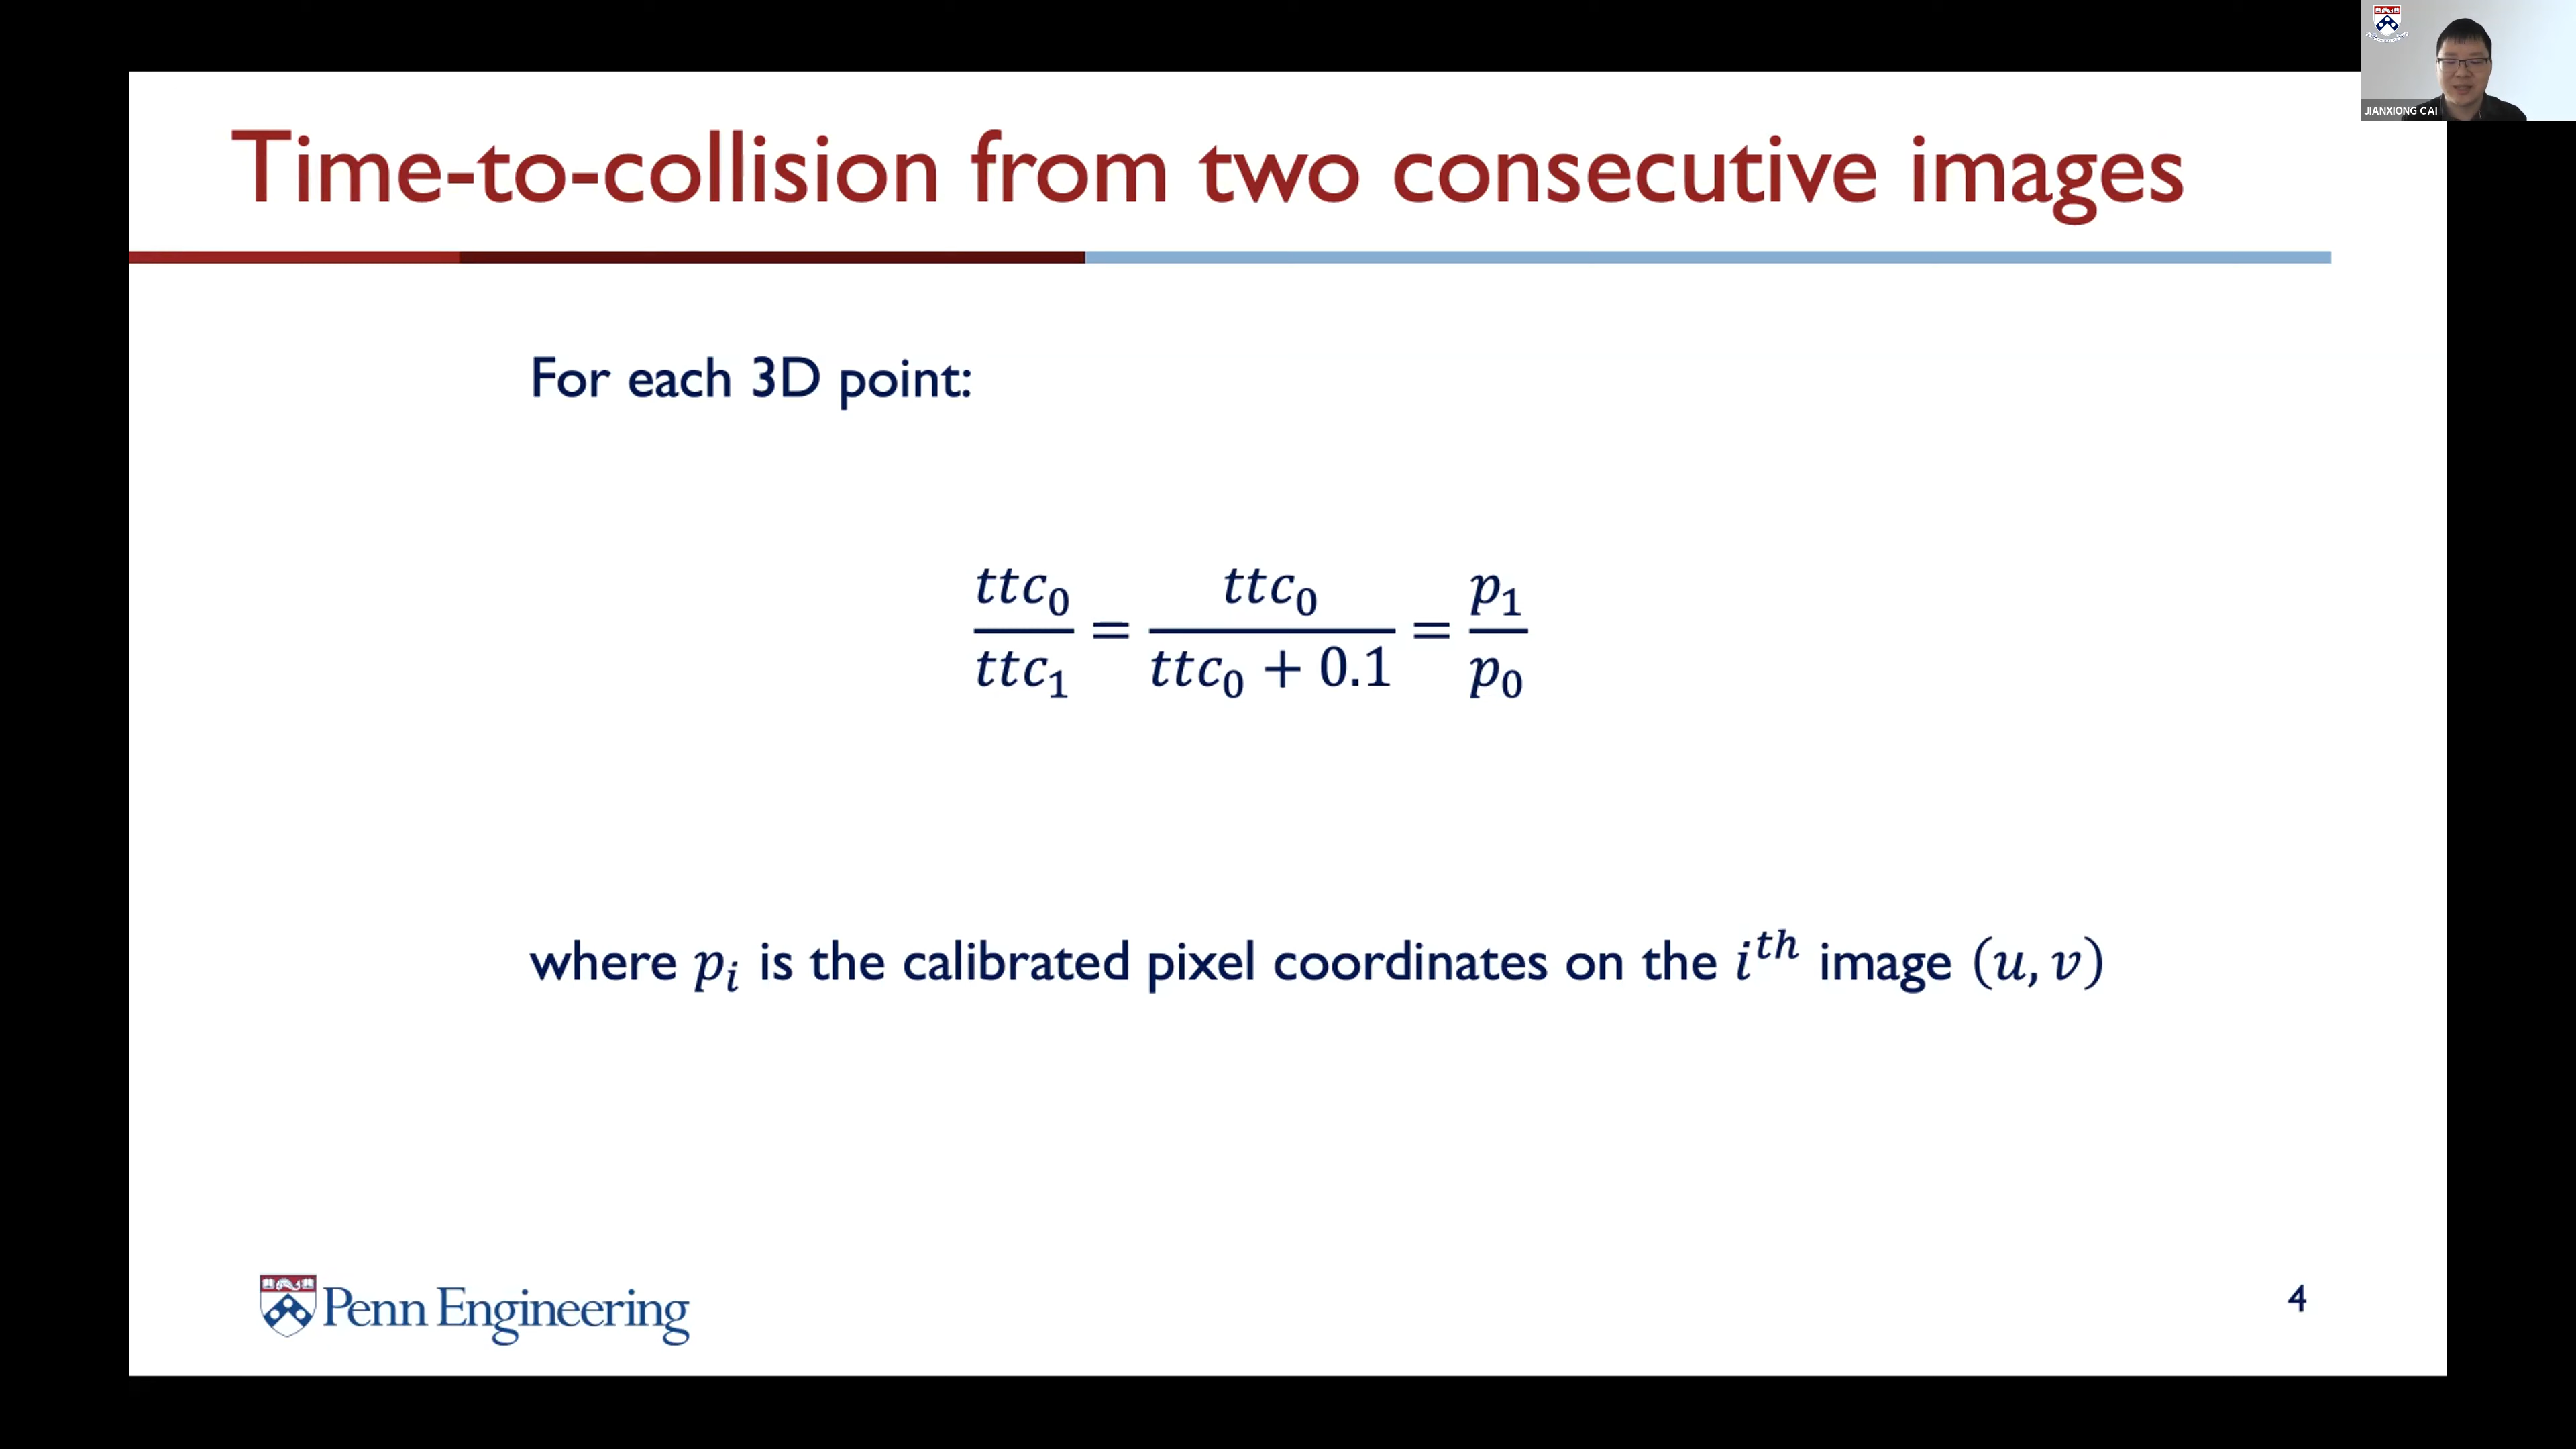 JIANXIONG CAI
Time-to-collision from two consecutive images
For each 3D point:
ttc₀/ttc₁ = ttc₀/(ttc₀ + 0.1) = p₁/p₀
where pᵢ is the calibrated pixel coordinates on the iᵗʰ image (u, v)
Penn Engineering
4